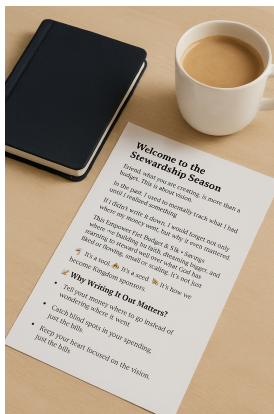 Welcome to the
Stewardship Season
Extend what you are creating, is more than a
budget. This is about vision.
In the past, I used to mentally track what I had
until I realized something
If I didn't write it down, I would forget not only
where my money went, but why it even mattered.
This Empower Fret Budget & Sik • Savings
where we building to faith, dreaming bigger, and
learning to steward well over what God has
flked or flowing, small or scaling. It's not just
It's a tool. It's a seed It's how we
become Kingdom sponsors.
Why Writing It Out Matters?
• Tell your money where to go instead of
wondering where it went
• Catch blind spots in your spending,
just the bills
• Keep your heart focused on the vision,
just the bills